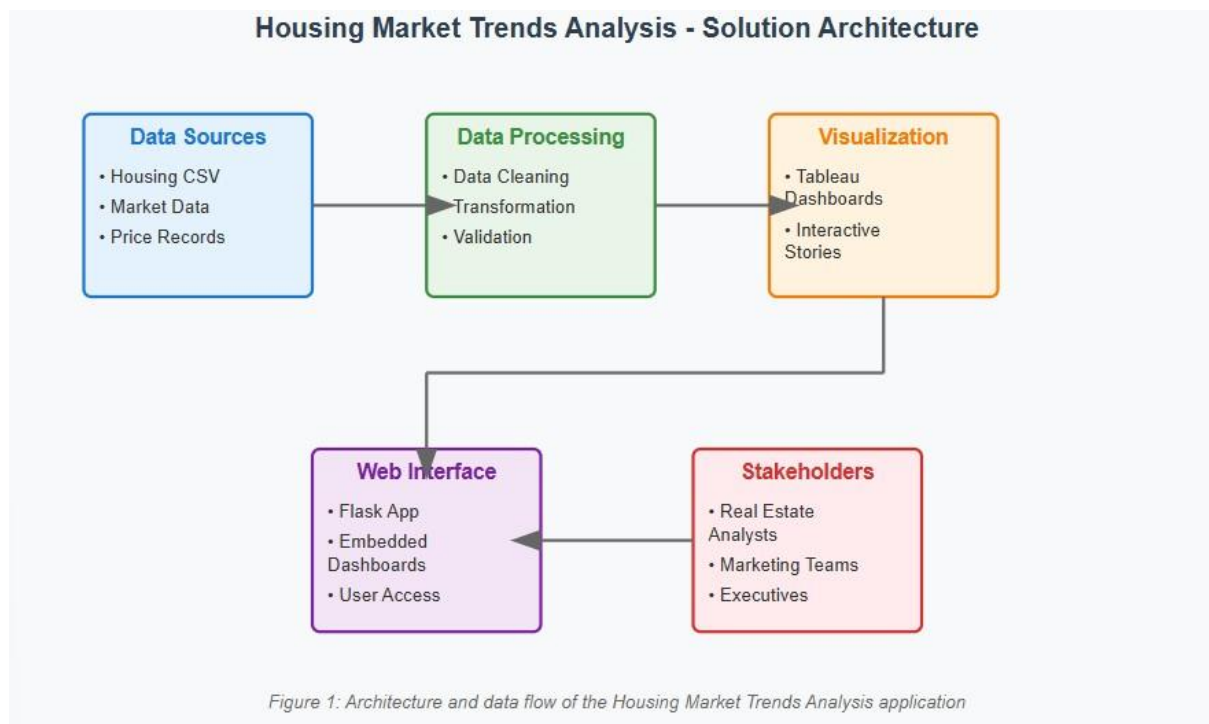 Housing Market Trends Analysis - Solution Architecture
Data Sources
• Housing CSV
• Market Data
• Price Records
Data Processing
• Data Cleaning
Transformation
• Validation
Visualization
• Tableau
Dashboards
• Interactive
Stories
Web Interface
• Flask App
• Embedded
Dashboards
• User Access
Stakeholders
• Real Estate
Analysts
• Marketing Teams
• Executives
Figure 1: Architecture and data flow of the Housing Market Trends Analysis application